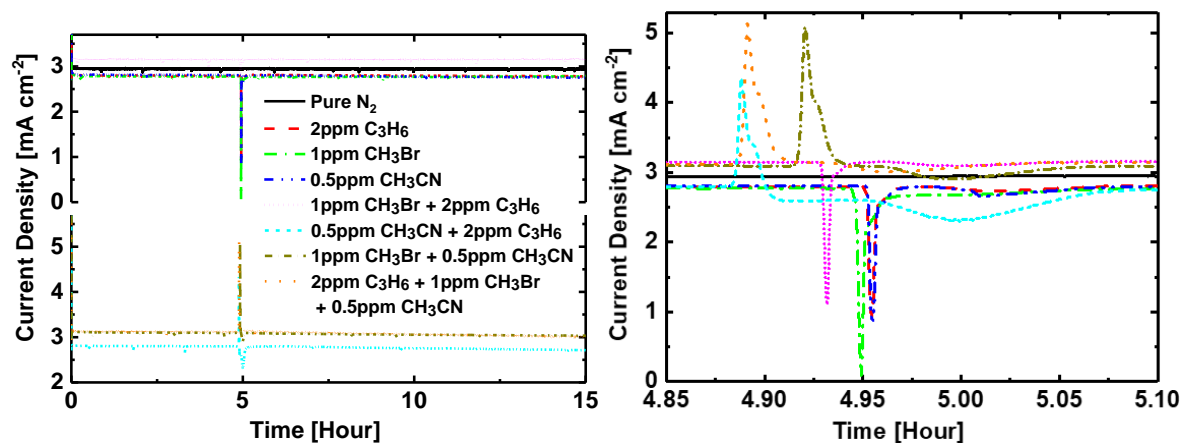 Current Density [mA cm⁻²]
3
2
1
0
5
4
3
2
Pure N₂
2ppm C₃H₆
1ppm CH3Br
0.5ppm CH₃CN
1ppm CH₃Br + 2ppm C₃H₆
0.5ppm CH₃CN + 2ppm C₃H₆
1ppm CH₃Br + 0.5ppm CH₃CN
2ppm C₃H₆ + 1ppm CH₃Br
+ 0.5ppm CH₃CN
0 5 10 15
Time [Hour]
Current Density [mA cm⁻²]
5
4
3
2
1
0
4.85 4.90 4.95 5.00 5.05 5.10
Time [Hour]